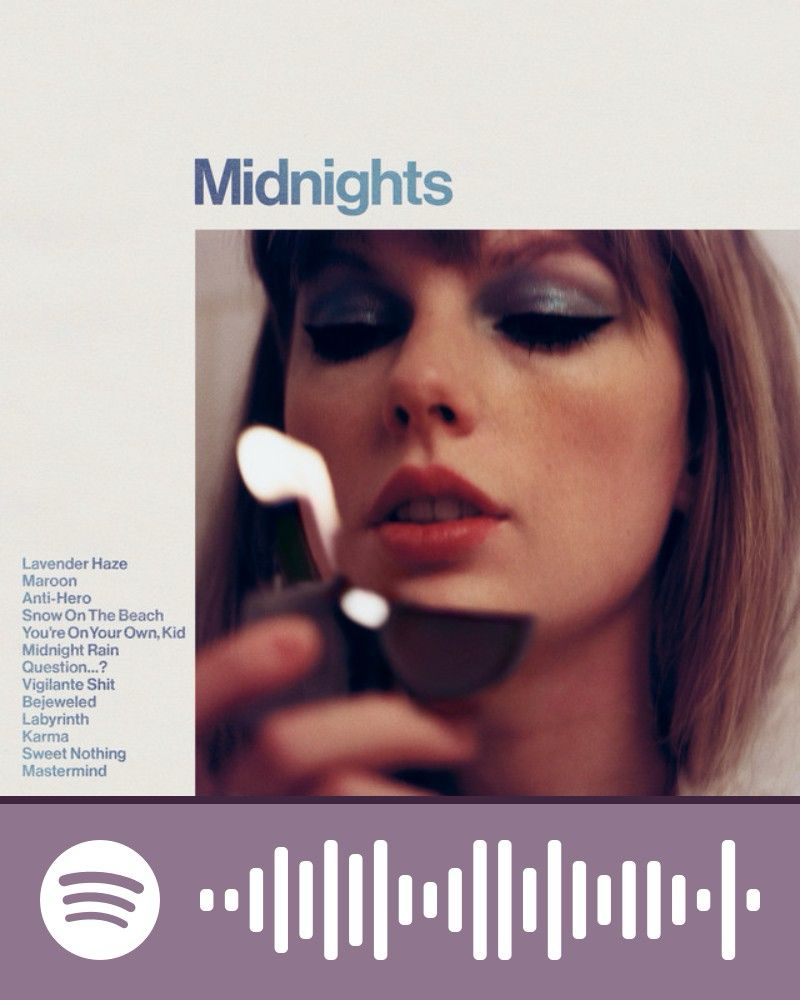 Midnights
Lavender Haze
Maroon
Anti-Hero
Snow On The Beach
You're On Your Own, Kid
Midnight Rain
Question...?
Vigilante Shit
Bejeweled
Labyrinth
Karma
Sweet Nothing
Mastermind